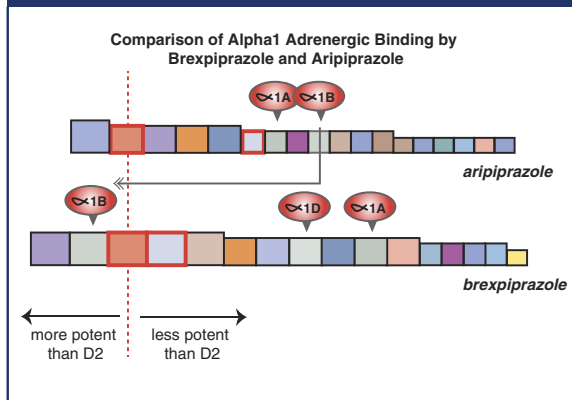 Comparison of Alpha1 Adrenergic Binding by
Brexpiprazole and Aripiprazole
∝1A ∝1B
aripiprazole
∝1B
∝1D ∝1A
brexpiprazole
more potent less potent
than D2 than D2